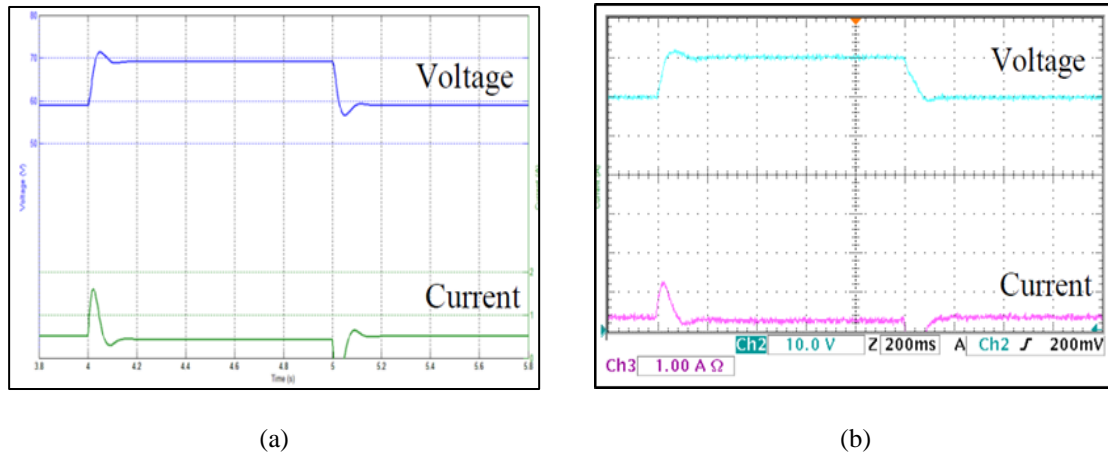 80
70
60
50
Voltage (V)
Voltage
2
1
0
Current
3.8 4 4.2 4.4 4.6 4.8 5 5.2 5.4 5.6 5.8
Time (s)
(a)
Voltage
Current
Ch2 10.0 V Z 200ms A Ch2 ʃ 200mV
Ch3 1.00 A Ω
(b)